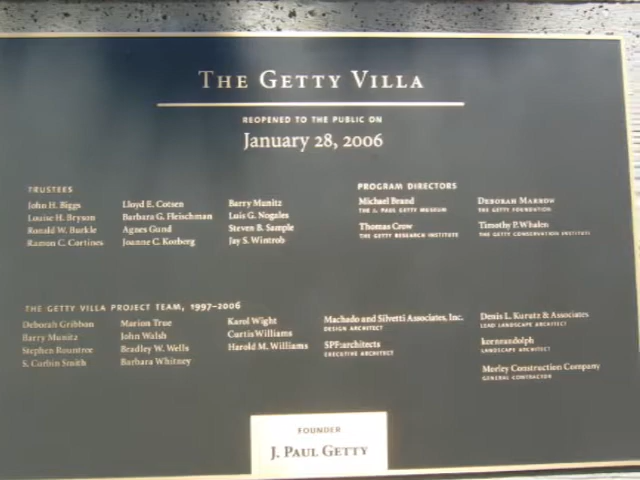 THE GETTY VILLA
REOPENED TO THE PUBLIC ON
January 28, 2006
TRUSTEES
John H. Biggs
Louise H. Bryson
Ronald W. Burkle
Ramon C. Cortines
Lloyd E. Cotsen
Barbara G. Fleischman
Agnes Gund
Joanne C. Kozberg
Barry Munitz
Luis G. Nogales
Steven B. Sample
Jay S. Wintrob
PROGRAM DIRECTORS
Michael Brand
THE J. PAUL GETTY MUSEUM
Thomas Crow
THE GETTY RESEARCH INSTITUTE
Deborah Marrow
THE GETTY FOUNDATION
Timothy P. Whalen
THE GETTY CONSERVATION INSTITUTE
THE GETTY VILLA PROJECT TEAM, 1997–2006
Deborah Gribbon
Barry Munitz
Stephen Rountree
S. Corbin Smith
Marion True
John Walsh
Bradley W. Wells
Barbara Whitney
Karol Wight
Curtis Williams
Harold M. Williams
Machado and Silvetti Associates, Inc.
DESIGN ARCHITECT
SPF:architects
EXECUTIVE ARCHITECT
Denis L. Kurutz & Associates
LEAD LANDSCAPE ARCHITECT
kornrandolph
LANDSCAPE ARCHITECT
Morley Construction Company
GENERAL CONTRACTOR
FOUNDER
J. PAUL GETTY